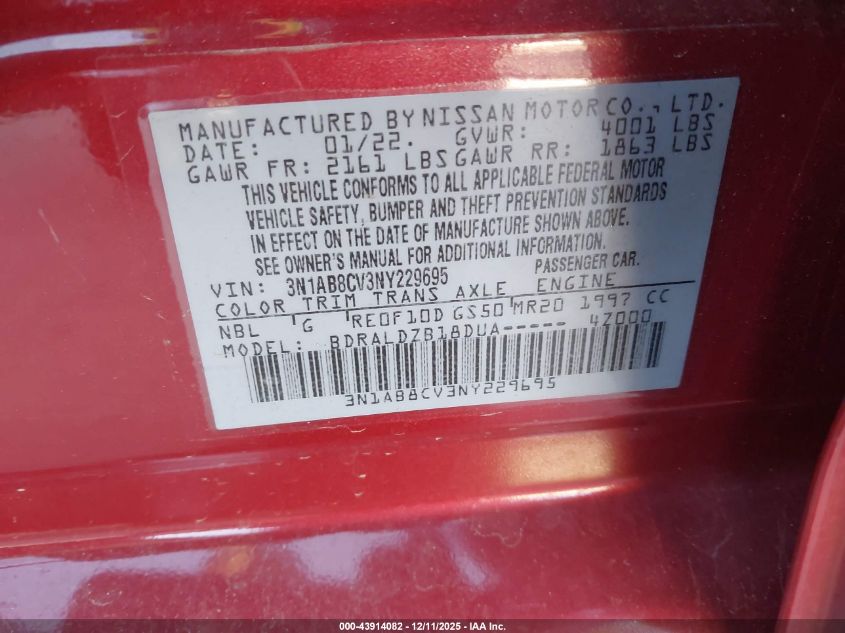 MANUFACTURED BY NISSAN MOTOR CO., LTD.
DATE: 01/22. GVWR: 4001 LBS
GAWR FR: 2161 LBS GAWR RR: 1863 LBS
THIS VEHICLE CONFORMS TO ALL APPLICABLE FEDERAL MOTOR
VEHICLE SAFETY, BUMPER AND THEFT PREVENTION STANDARDS
IN EFFECT ON THE DATE OF MANUFACTURE SHOWN ABOVE.
SEE OWNER'S MANUAL FOR ADDITIONAL INFORMATION.
VIN: 3N1AB8CV3NY229695 PASSENGER CAR.
COLOR TRIM TRANS AXLE ENGINE
NBL 'G 'RE0F10D GS50'MR20 1997 CC
MODEL: BDRALDZB18DUA----- 4Z000
3N1AB8CV3NY229695
000-43914082 - 12/11/2025 - IAA Inc.